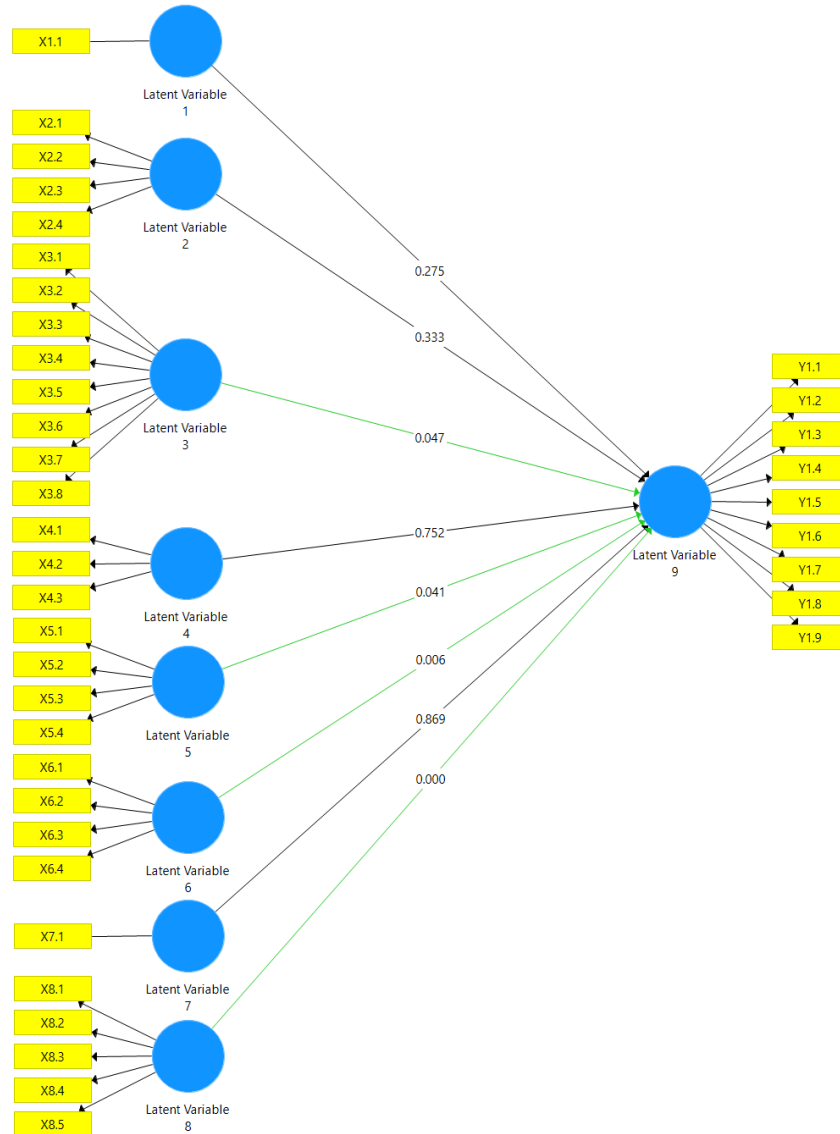 X1.1
Latent Variable
1
X2.1
X2.2
X2.3
X2.4
Latent Variable
2
X3.1
X3.2
X3.3
X3.4
X3.5
X3.6
X3.7
X3.8
Latent Variable
3
X4.1
X4.2
X4.3
Latent Variable
4
X5.1
X5.2
X5.3
X5.4
Latent Variable
5
X6.1
X6.2
X6.3
X6.4
Latent Variable
6
X7.1
Latent Variable
7
X8.1
X8.2
X8.3
X8.4
X8.5
Latent Variable
8
0.275
0.333
0.047
0.752
0.041
0.006
0.869
0.000
Latent Variable
9
Y1.1
Y1.2
Y1.3
Y1.4
Y1.5
Y1.6
Y1.7
Y1.8
Y1.9